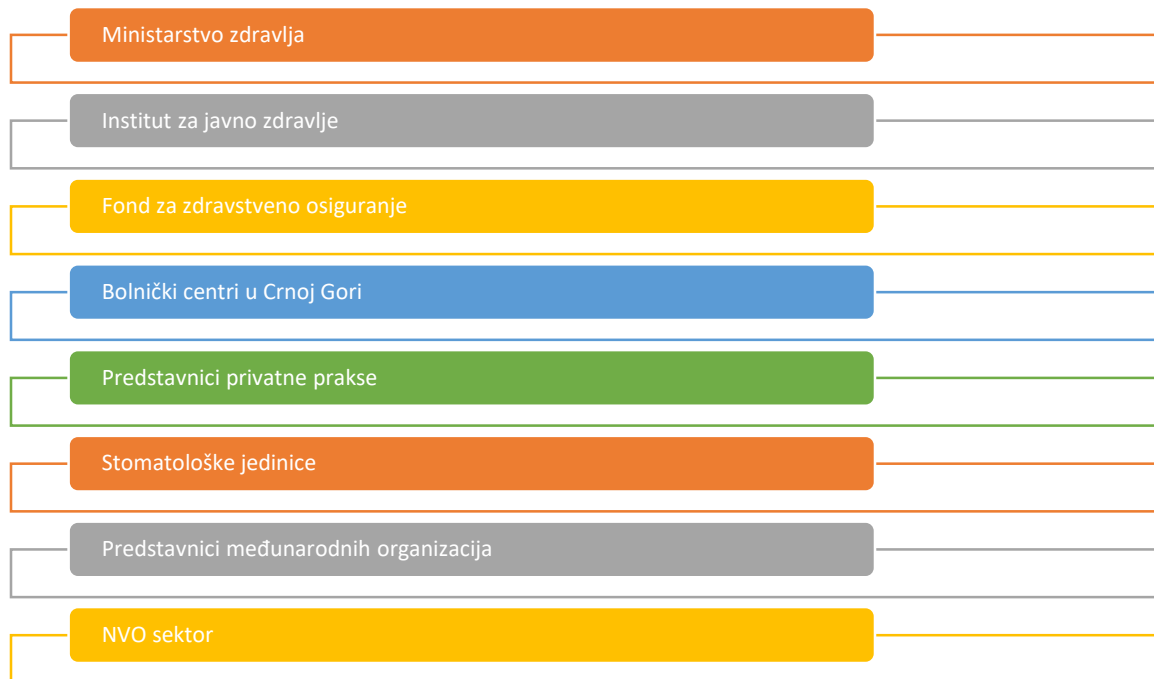 Ministarstvo zdravlja
Institut za javno zdravlje
Fond za zdravstveno osiguranje
Bolnički centri u Crnoj Gori
Predstavnici privatne prakse
Stomatološke jedinice
Predstavnici međunarodnih organizacija
NVO sektor